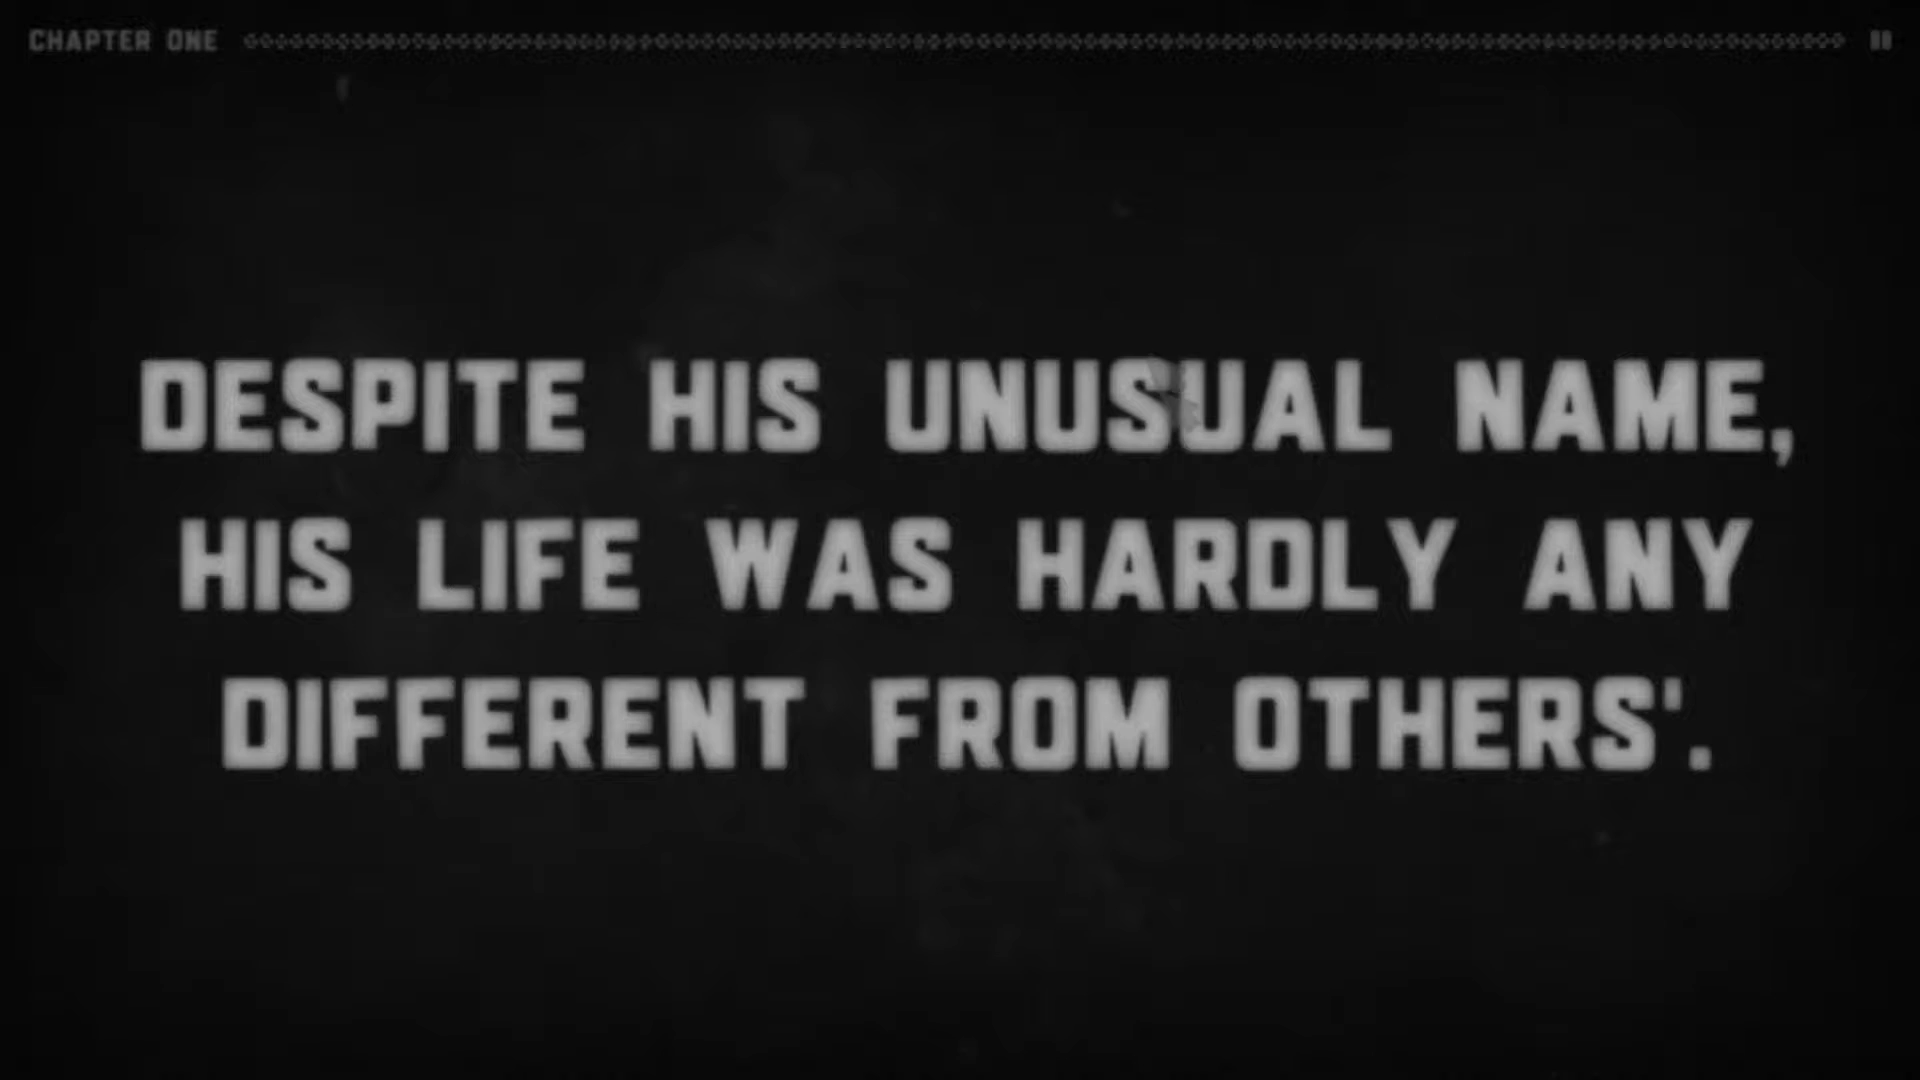 CHAPTER ONE
DESPITE HIS UNUSUAL NAME,
HIS LIFE WAS HARDLY ANY
DIFFERENT FROM OTHERS'.